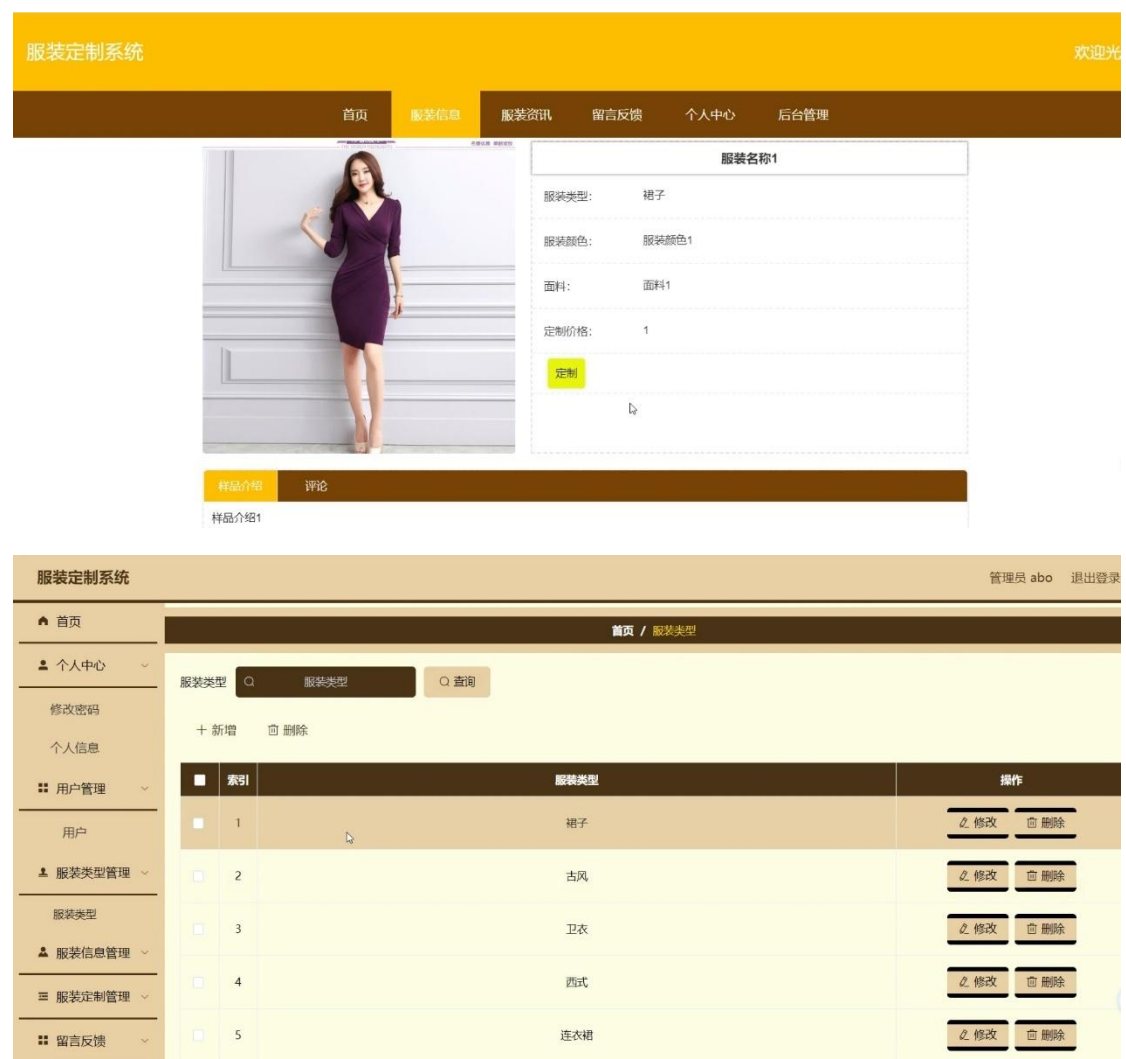 服装定制系统
欢迎光
首页 服装信息 服装资讯 留言反馈 个人中心 后台管理
服装名称1
服装类型: 裙子
服装颜色: 服装颜色1
面料: 面料1
定制价格: 1
定制
样品介绍 评论
样品介绍1
服装定制系统
管理员 abo 退出登录
首页
首页 / 服装类型
个人中心
服装类型 服装类型 查询
修改密码
新增 删除
个人信息
索引 服装类型 操作
用户管理
1 裙子 修改 删除
用户
服装类型管理
2 古风 修改 删除
服装类型
3 卫衣 修改 删除
服装信息管理
4 西式 修改 删除
服装定制管理
5 连衣裙 修改 删除
留言反馈